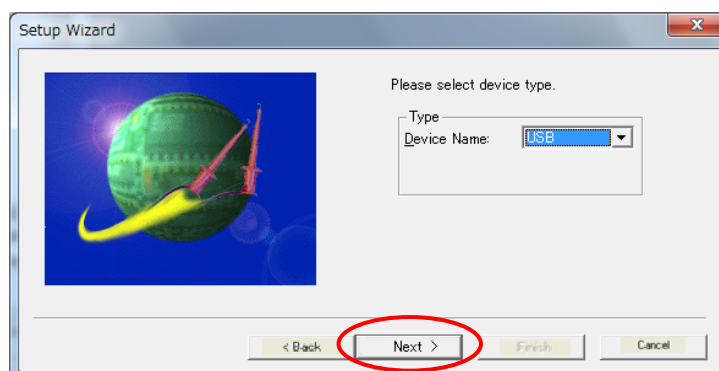 Setup Wizard
Please select device type.
Type
Device Name:
USB
< Back
Next >
Finish
Cancel